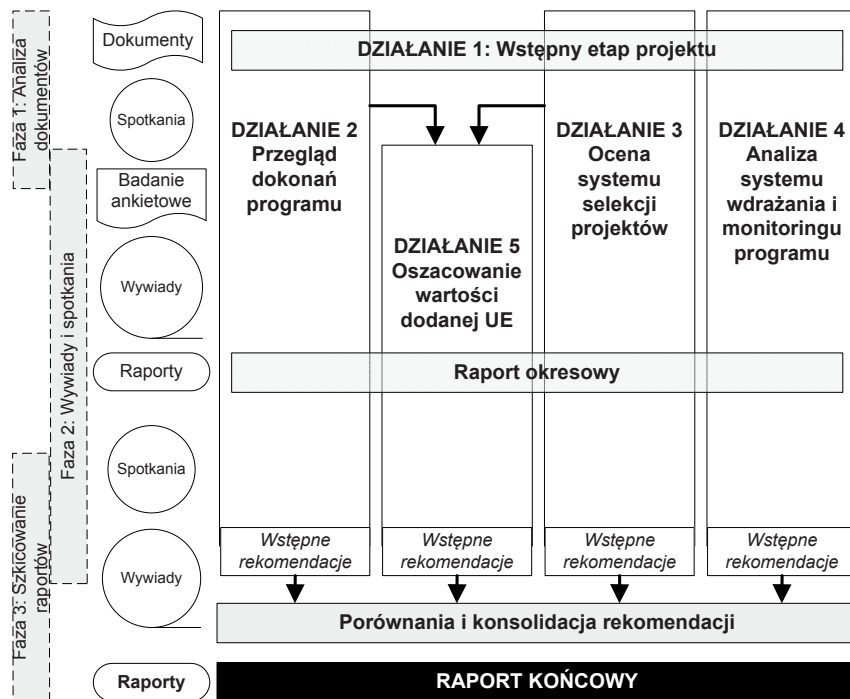 Faza 1: Analiza
dokumentów
Faza 2: Wywiady i spotkania
Faza 3: Szkicowanie
raportów
Dokumenty
Spotkania
Badanie
ankietowe
Wywiady
Raporty
Spotkania
Wywiady
Raporty
DZIAŁANIE 1: Wstępny etap projektu
DZIAŁANIE 2
Przegląd
dokonań
programu
DZIAŁANIE 5
Oszacowanie
wartości
dodanej UE
DZIAŁANIE 3
Ocena
systemu
selekcji
projektów
DZIAŁANIE 4
Analiza
systemu
wdrażania i
monitoringu
programu
Raport okresowy
Wstępne
rekomendacje
Wstępne
rekomendacje
Wstępne
rekomendacje
Wstępne
rekomendacje
Porównania i konsolidacja rekomendacji
RAPORT KOŃCOWY